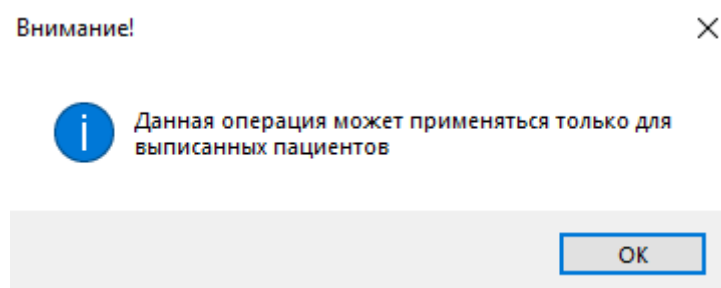 Внимание!
Данная операция может применяться только для
выписанных пациентов
OK